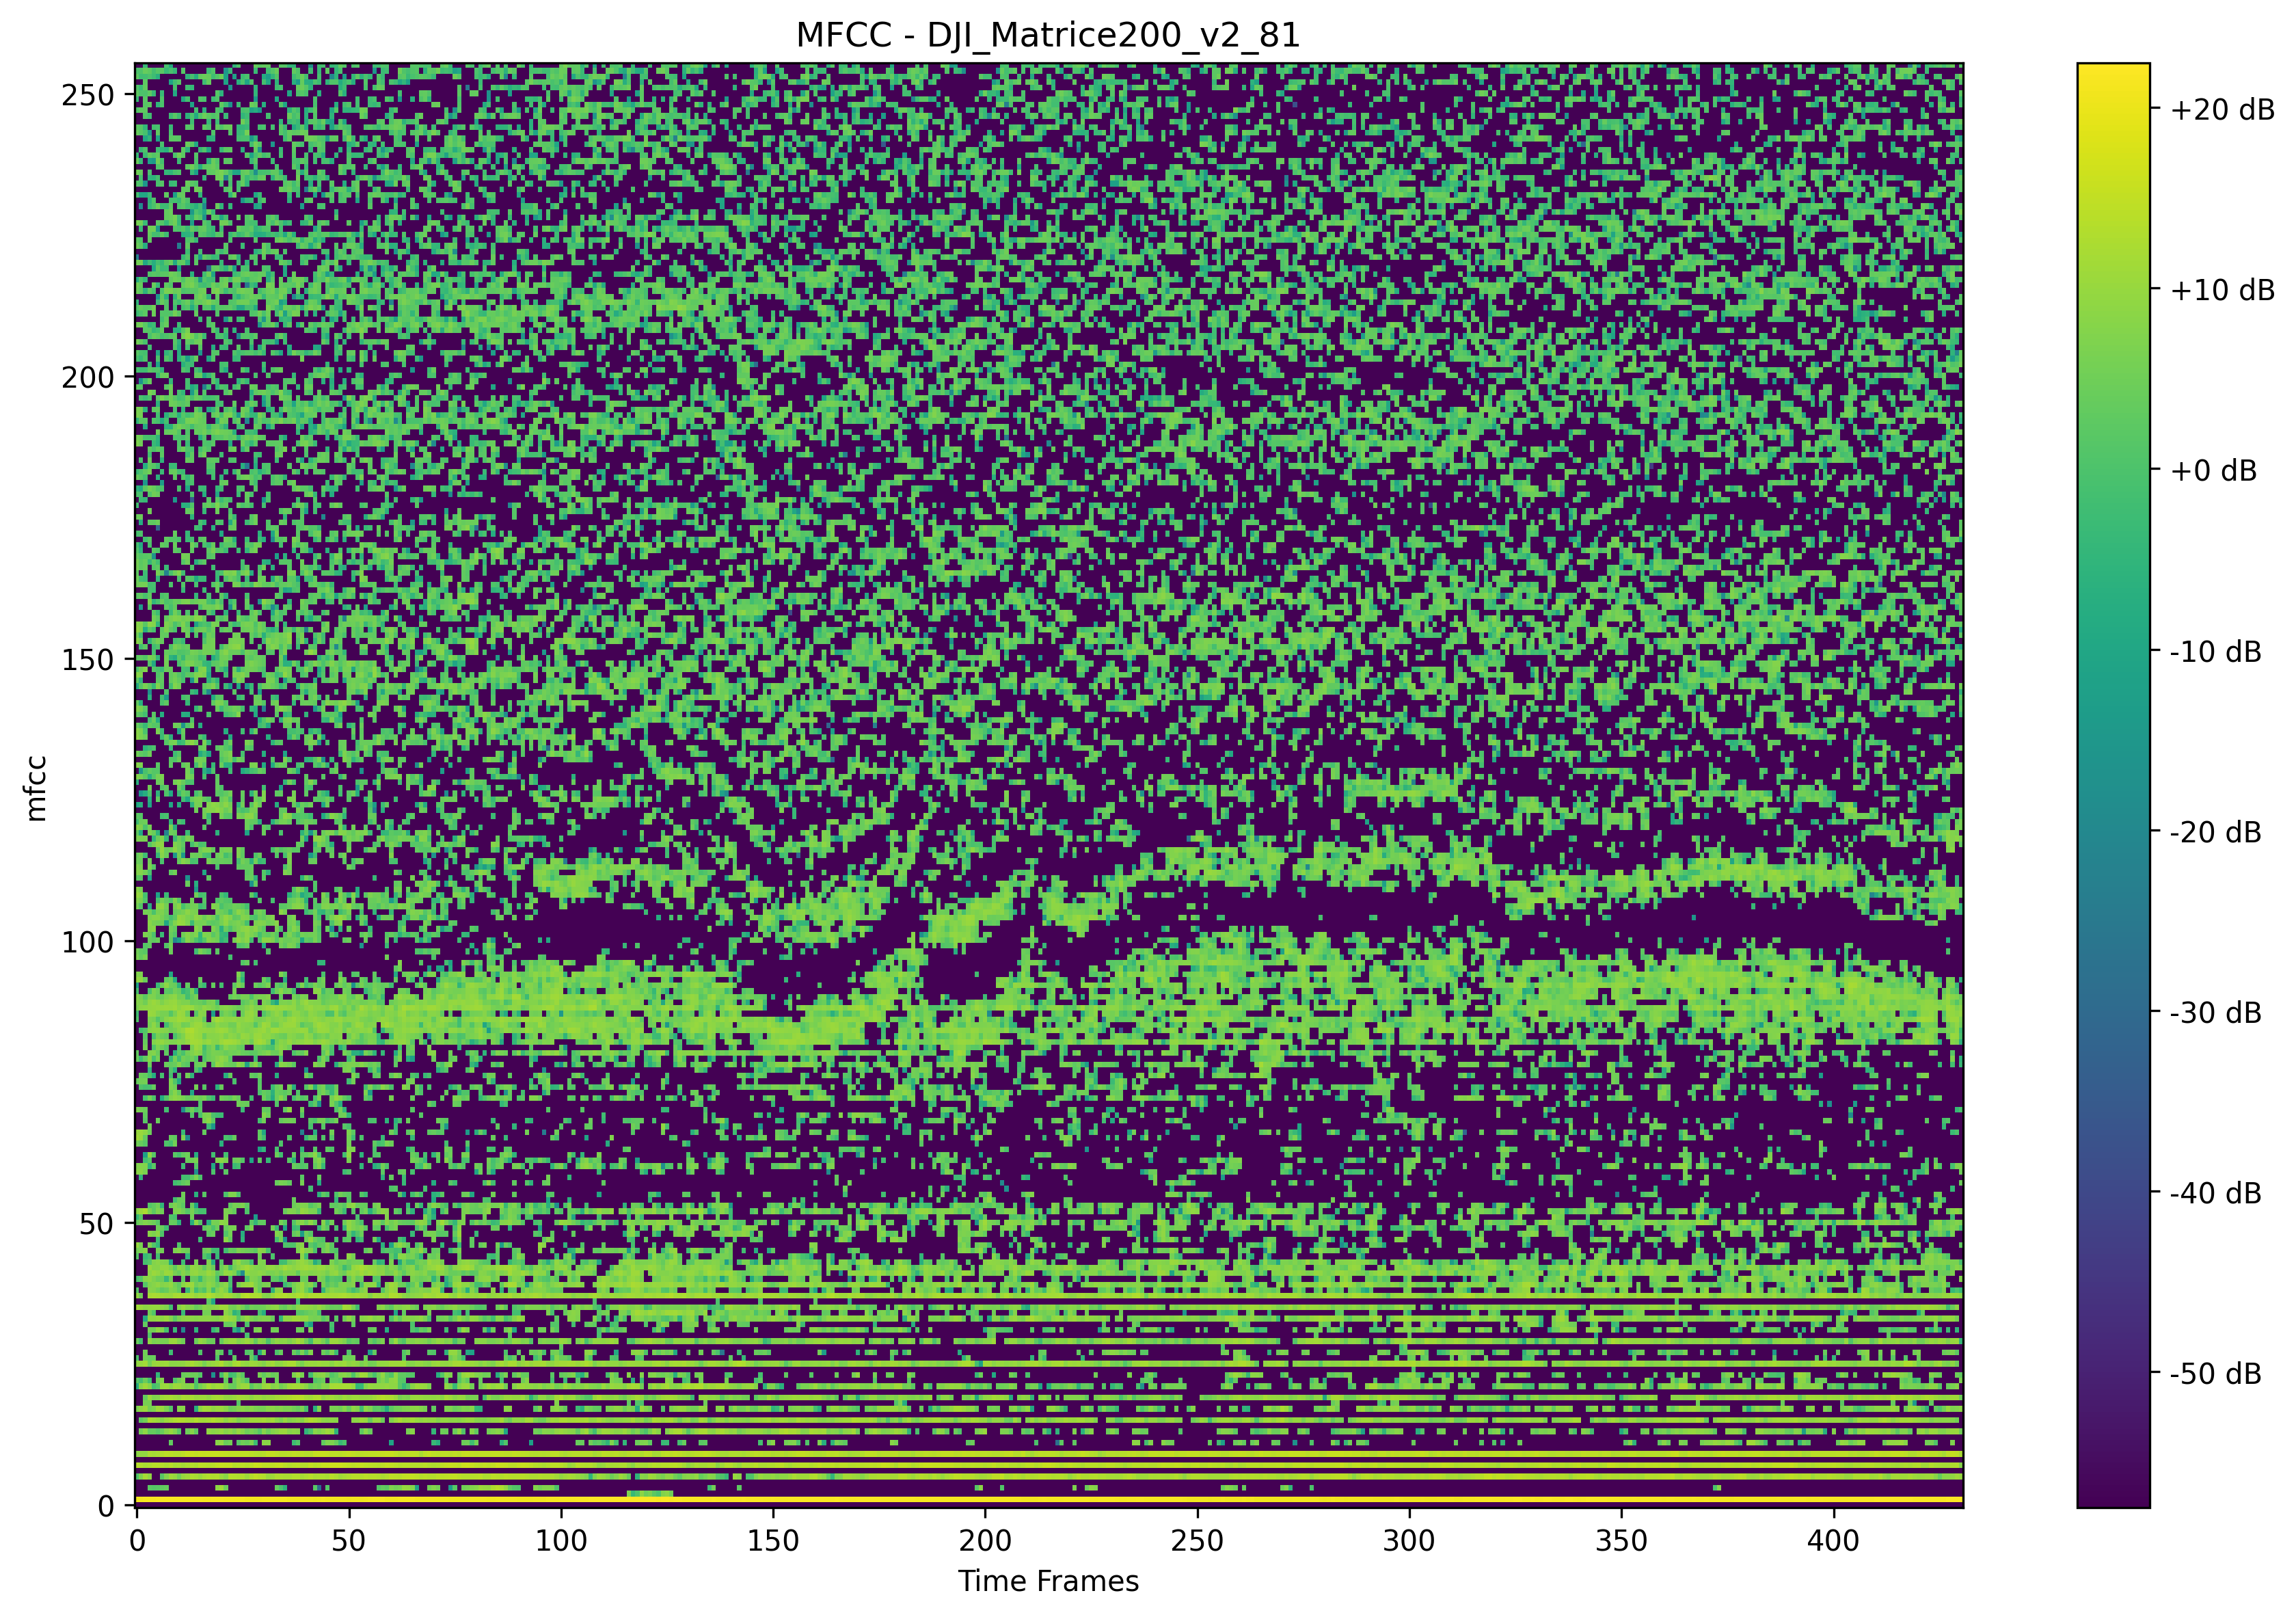 MFCC - DJI_Matrice200_v2_81
250
200
150
100
50
0
mfcc
0 50 100 150 200 250 300 350 400
Time Frames
+20 dB
+10 dB
+0 dB
-10 dB
-20 dB
-30 dB
-40 dB
-50 dB